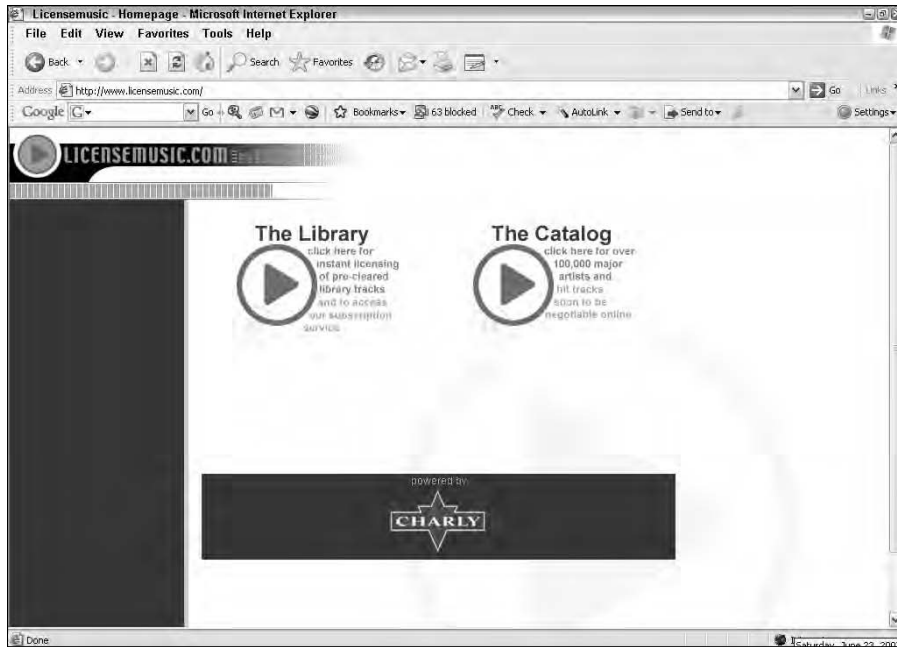 Licensemusic - Homepage - Microsoft Internet Explorer
File Edit View Favorites Tools Help
Back Search Favorites
Address http://www.licensemusic.com/ Go Links
Google G Go Bookmarks 63 blocked Check AutoLink Send to Settings
LICENSEMUSIC.COM
The Library
click here for
instant licensing
of pre-cleared
library tracks
and to access
our subscription
service
The Catalog
click here for over
100,000 major
artists and
hit tracks
soon to be
negotiable online
powered by
CHARLY
Done
Saturday, June 23,